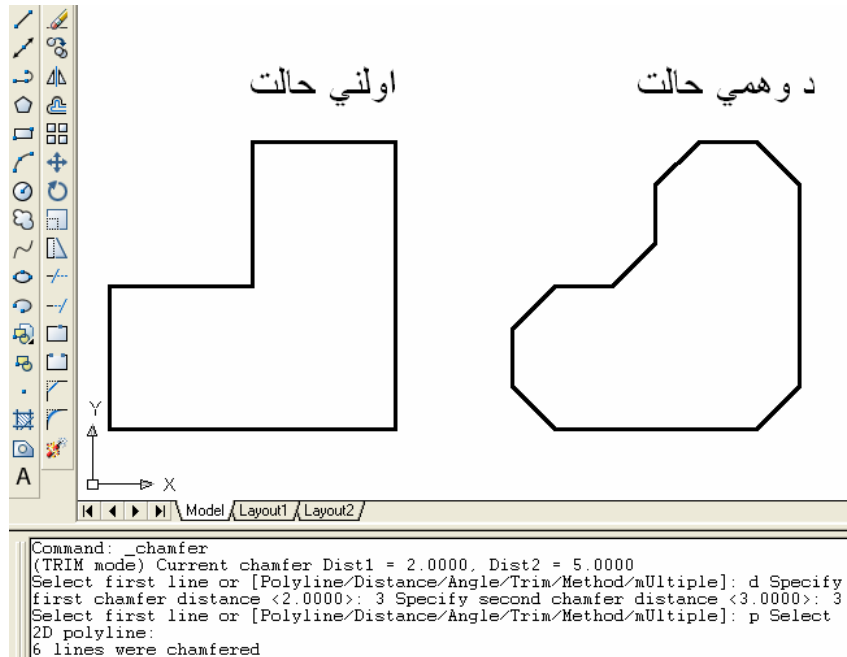 اولني حالت
د وهمي حالت
Y
X
A
Model Layout1 Layout2
Command: _chamfer
(TRIM mode) Current chamfer Dist1 = 2.0000, Dist2 = 5.0000
Select first line or [Polyline/Distance/Angle/Trim/Method/mUltiple]: d Specify
first chamfer distance <2.0000>: 3 Specify second chamfer distance <3.0000>: 3
Select first line or [Polyline/Distance/Angle/Trim/Method/mUltiple]: p Select
2D polyline:
6 lines were chamfered